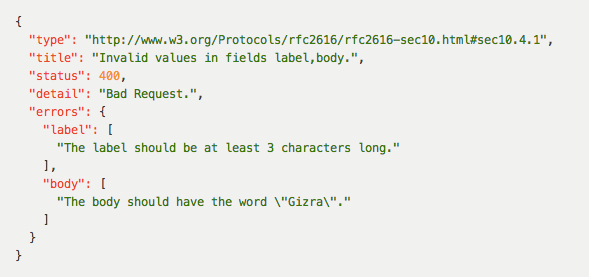 {
  "type": "http://www.w3.org/Protocols/rfc2616/rfc2616-sec10.html#sec10.4.1",
  "title": "Invalid values in fields label,body.",
  "status": 400,
  "detail": "Bad Request.",
  "errors": {
    "label": [
      "The label should be at least 3 characters long."
    ],
    "body": [
      "The body should have the word \"Gizra\"."
    ]
  }
}